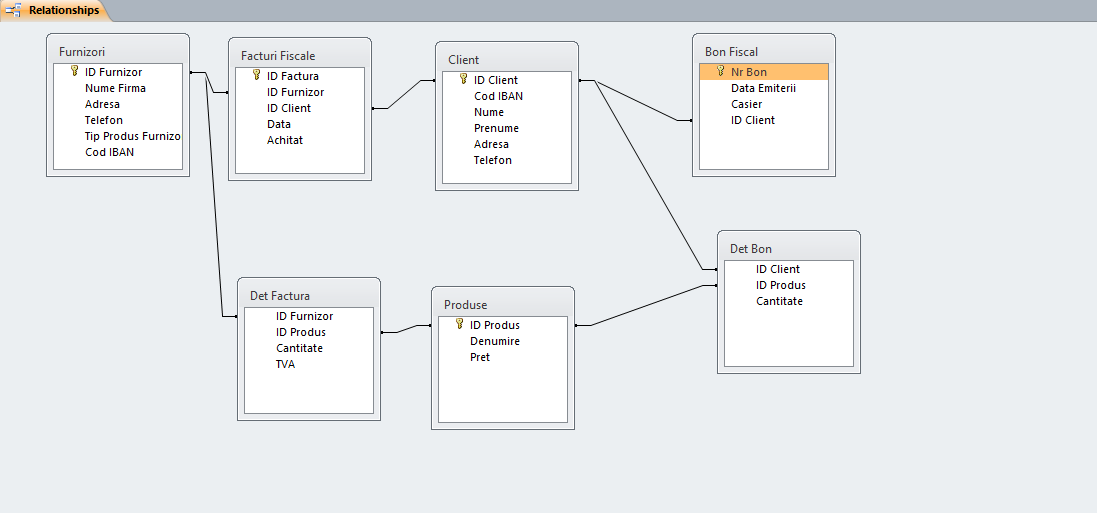 Relationships
Furnizori
ID Furnizor
Nume Firma
Adresa
Telefon
Tip Produs Furnizo
Cod IBAN
Facturi Fiscale
ID Factura
ID Furnizor
ID Client
Data
Achitat
Client
ID Client
Cod IBAN
Nume
Prenume
Adresa
Telefon
Bon Fiscal
Nr Bon
Data Emiterii
Casier
ID Client
Det Factura
ID Furnizor
ID Produs
Cantitate
TVA
Produse
ID Produs
Denumire
Pret
Det Bon
ID Client
ID Produs
Cantitate